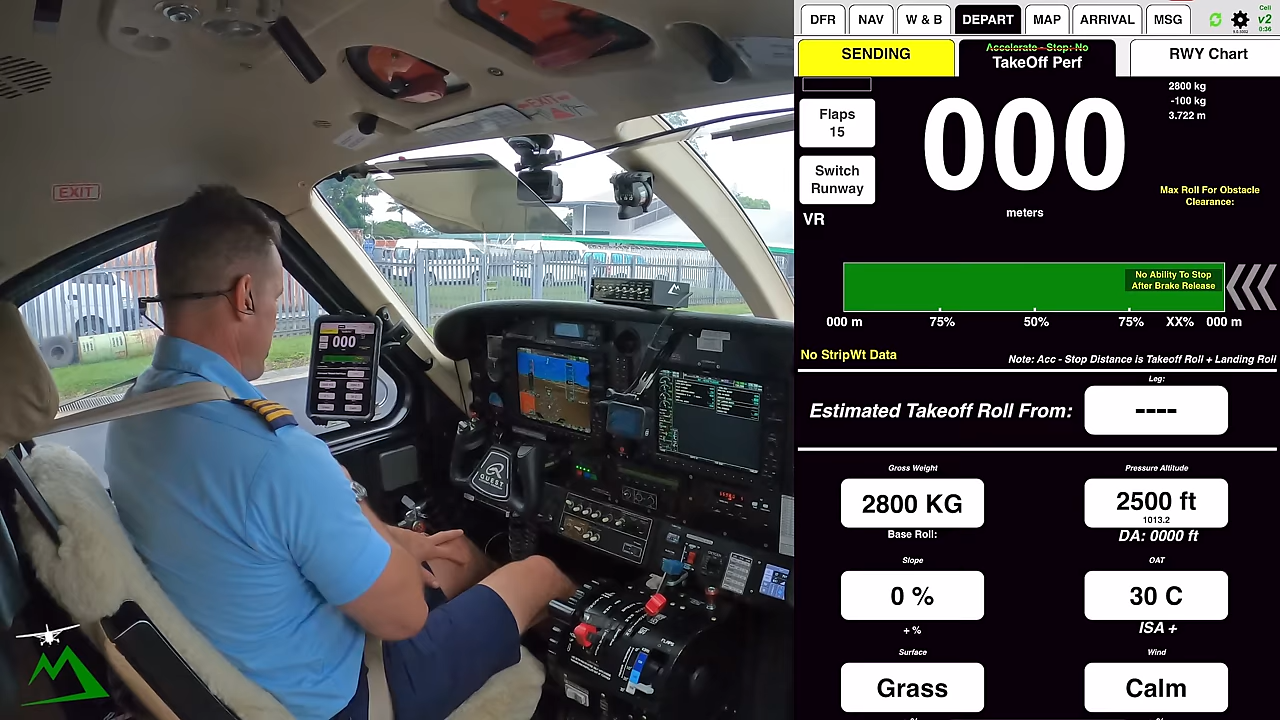 EXIT
EXIT
000
QUEST
DFR
NAV
W & B
DEPART
MAP
ARRIVAL
MSG
Cell
v2
0:36
SENDING
Accelerate - Stop: No
TakeOff Perf
RWY Chart
Flaps
15
000
2800 kg
-100 kg
3.722 m
Switch
Runway
Max Roll For Obstacle
Clearance:
meters
VR
No Ability To Stop
After Brake Release
000 m
75%
50%
75%
XX%
000 m
No StripWt Data
Note: Acc - Stop Distance is Takeoff Roll + Landing Roll
Leg:
Estimated Takeoff Roll From:
----
Gross Weight
Pressure Altitude
2800 KG
2500 ft
1013.2
Base Roll:
DA: 0000 ft
Slope
OAT
0 %
30 C
+ %
ISA +
Surface
Wind
Grass
Calm